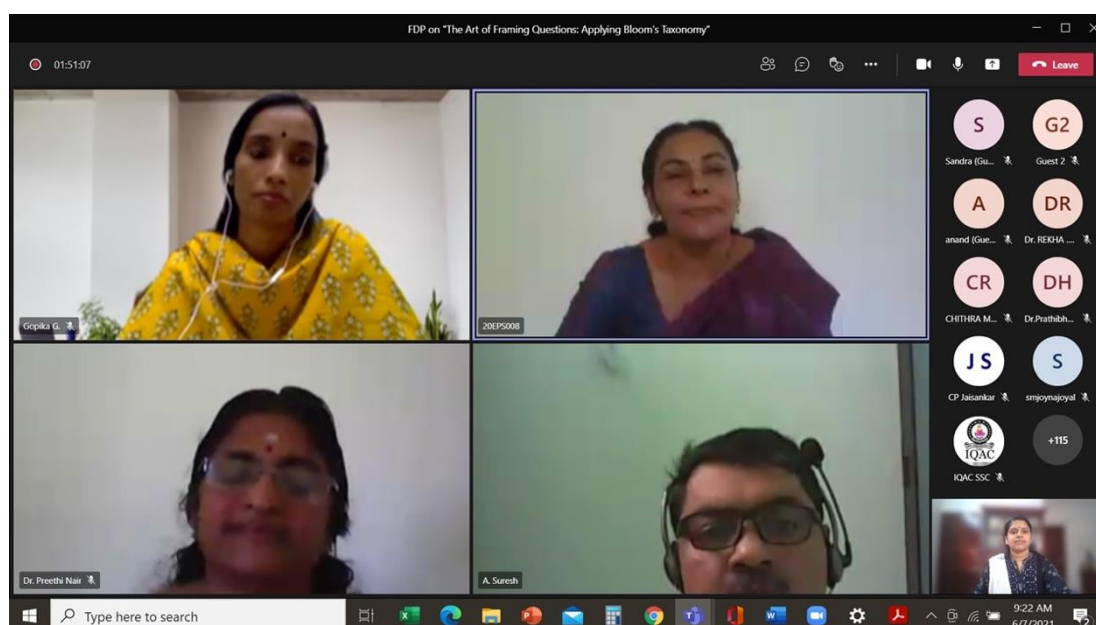 FDP on "The Art of Framing Questions: Applying Bloom's Taxonomy"
01:51:07
Leave
S
G2
Sandra (Gu...
Guest 2
A
DR
anand (Gue...
Dr. REKHA ....
CR
DH
CHITHRA M...
Dr.Prathibh...
Gopika G.
20EPS008
J S
S
CP Jaisankar
smjoynajoyal
IQAC
+115
IQAC SSC
Dr. Preethi Nair
A. Suresh
Type here to search
9:22 AM
6/7/2021